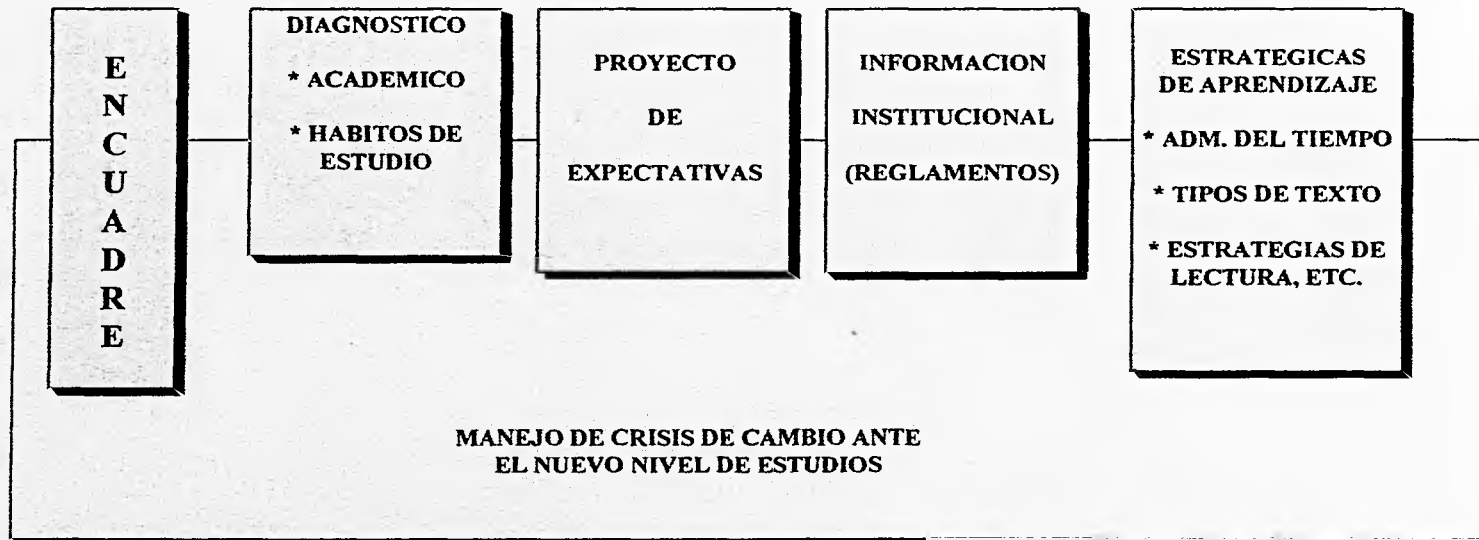 ENCUADRE
DIAGNOSTICO
* ACADEMICO
* HABITOS DE
ESTUDIO
PROYECTO
DE
EXPECTATIVAS
INFORMACION
INSTITUCIONAL
(REGLAMENTOS)
ESTRATEGICAS
DE APRENDIZAJE
* ADM. DEL TIEMPO
* TIPOS DE TEXTO
* ESTRATEGIAS DE
LECTURA, ETC.
MANEJO DE CRISIS DE CAMBIO ANTE
EL NUEVO NIVEL DE ESTUDIOS